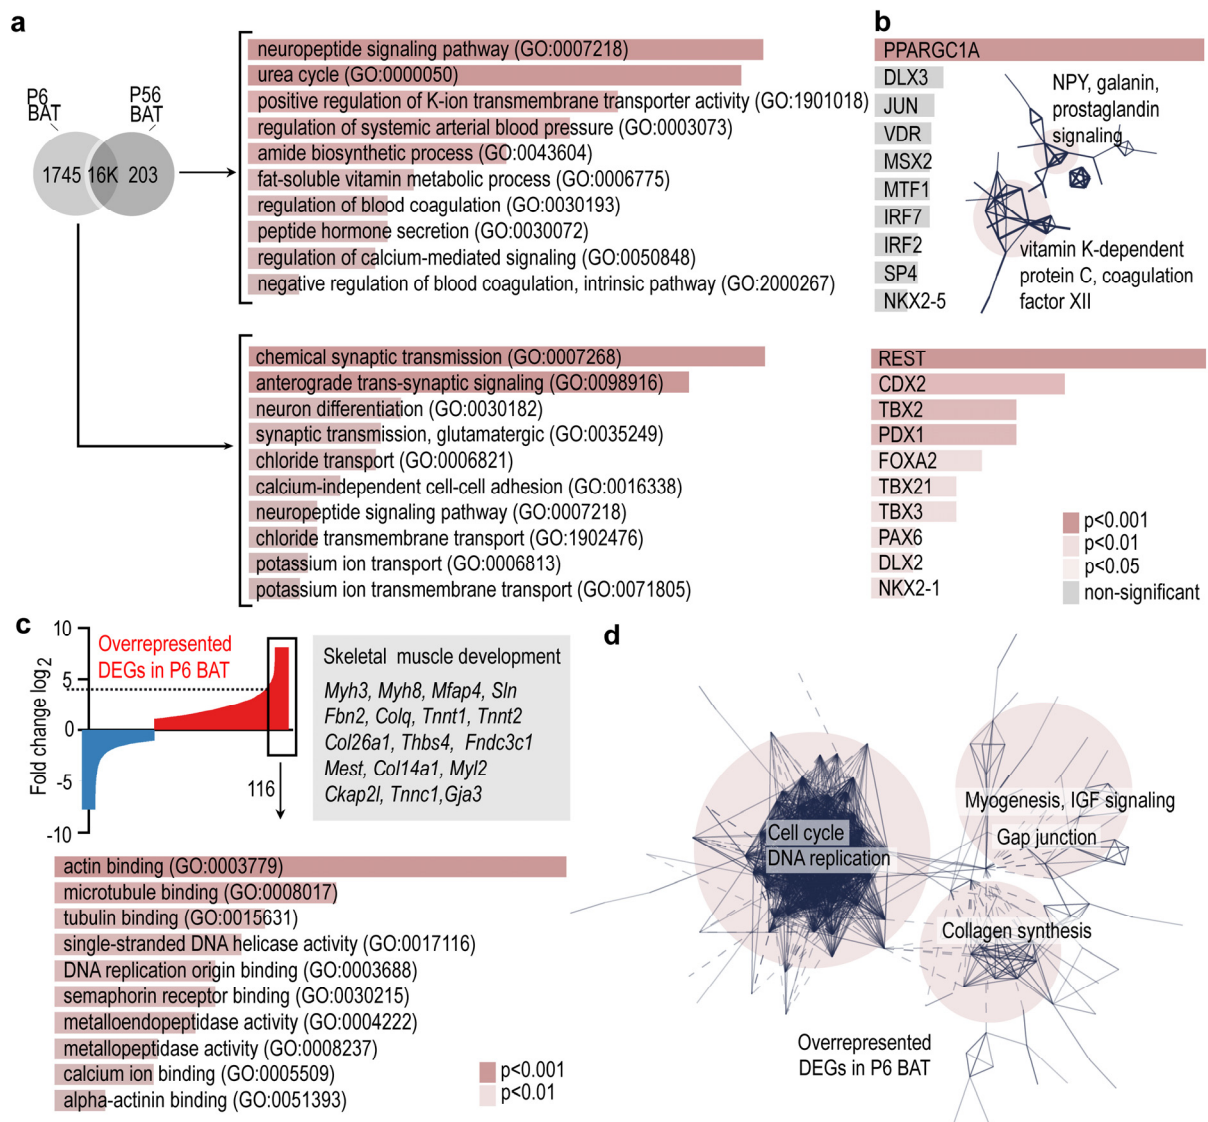 a
P6
BAT
P56
BAT
1745 16K 203
neuropeptide signaling pathway (GO:0007218)
urea cycle (GO:0000050)
positive regulation of K-ion transmembrane transporter activity (GO:1901018)
regulation of systemic arterial blood pressure (GO:0003073)
amide biosynthetic process (GO:0043604)
fat-soluble vitamin metabolic process (GO:0006775)
regulation of blood coagulation (GO:0030193)
peptide hormone secretion (GO:0030072)
regulation of calcium-mediated signaling (GO:0050848)
negative regulation of blood coagulation, intrinsic pathway (GO:2000267)
chemical synaptic transmission (GO:0007268)
anterograde trans-synaptic signaling (GO:0098916)
neuron differentiation (GO:0030182)
synaptic transmission, glutamatergic (GO:0035249)
chloride transport (GO:0006821)
calcium-independent cell-cell adhesion (GO:0016338)
neuropeptide signaling pathway (GO:0007218)
chloride transmembrane transport (GO:1902476)
potassium ion transport (GO:0006813)
potassium ion transmembrane transport (GO:0071805)
b
PPARGC1A
DLX3
JUN
VDR
MSX2
MTF1
IRF7
IRF2
SP4
NKX2-5
NPY, galanin,
prostaglandin
signaling
vitamin K-dependent
protein C, coagulation
factor XII
REST
CDX2
TBX2
PDX1
FOXA2
TBX21
TBX3
PAX6
DLX2
NKX2-1
p<0.001
p<0.01
p<0.05
non-significant
c
Fold change log2
10
5
0
-5
-10
Overrepresented
DEGs in P6 BAT
116
Skeletal muscle development
Myh3, Myh8, Mfap4, Sln
Fbn2, Colq, Tnnt1, Tnnt2
Col26a1, Thbs4, Fndc3c1
Mest, Col14a1, Myl2
Ckap2l, Tnnc1,Gja3
actin binding (GO:0003779)
microtubule binding (GO:0008017)
tubulin binding (GO:0015631)
single-stranded DNA helicase activity (GO:0017116)
DNA replication origin binding (GO:0003688)
semaphorin receptor binding (GO:0030215)
metalloendopeptidase activity (GO:0004222)
metallopeptidase activity (GO:0008237)
calcium ion binding (GO:0005509)
alpha-actinin binding (GO:0051393)
p<0.001
p<0.01
d
Cell cycle
DNA replication
Myogenesis, IGF signaling
Gap junction
Collagen synthesis
Overrepresented
DEGs in P6 BAT